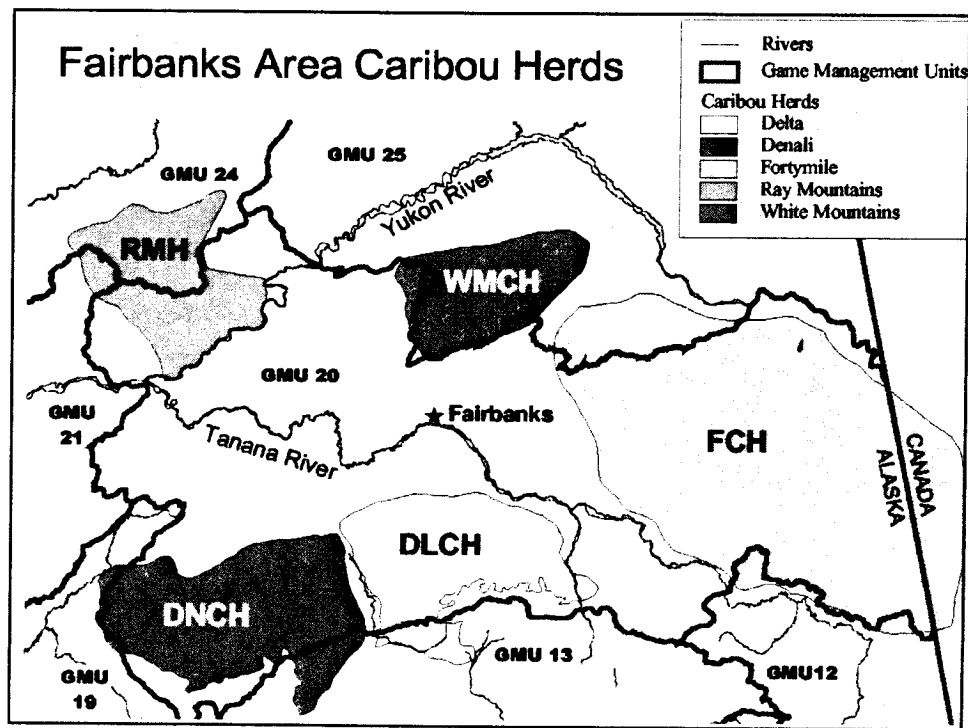 Fairbanks Area Caribou Herds
Rivers
Game Management Units
Caribou Herds
Delta
Denali
Fortymile
Ray Mountains
White Mountains
GMU 24
GMU 25
Yukon River
RMH
WMCH
GMU 20
GMU
21
Fairbanks
Tanana River
FCH
CANADA
ALASKA
DLCH
DNCH
GMU 13
GMU
19
GMU12